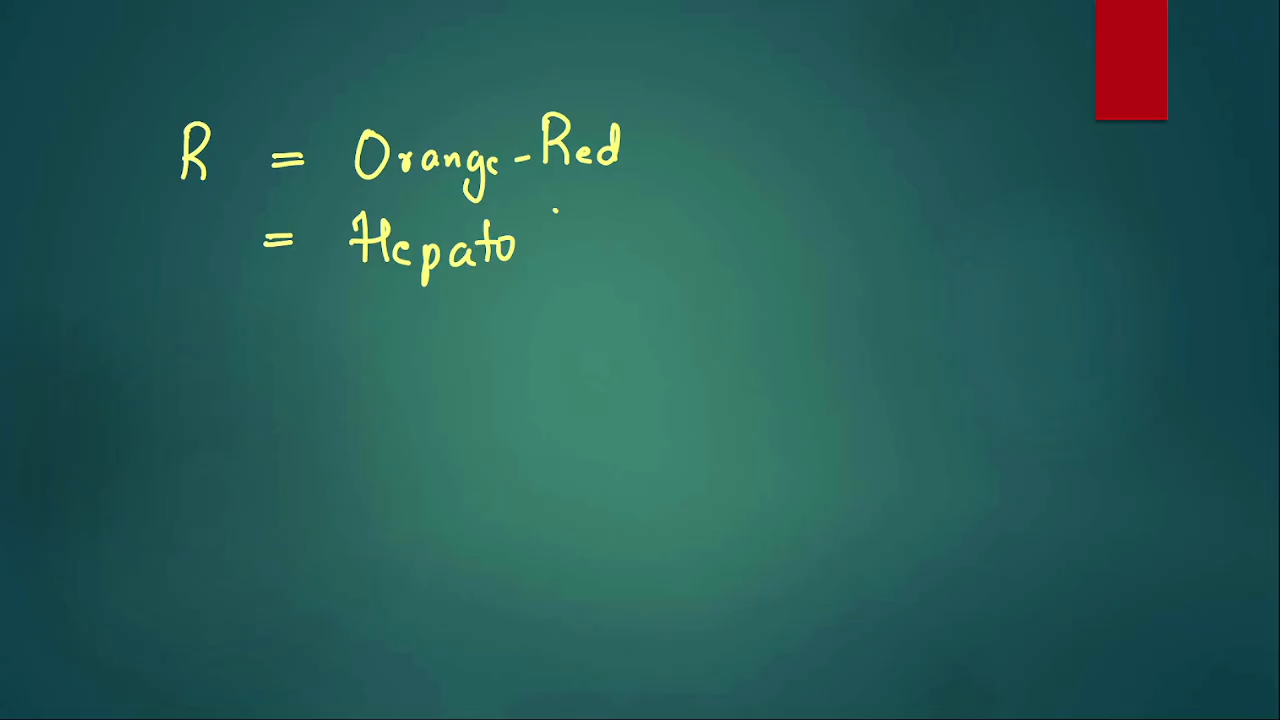 R = Orange-Red
= Hepato